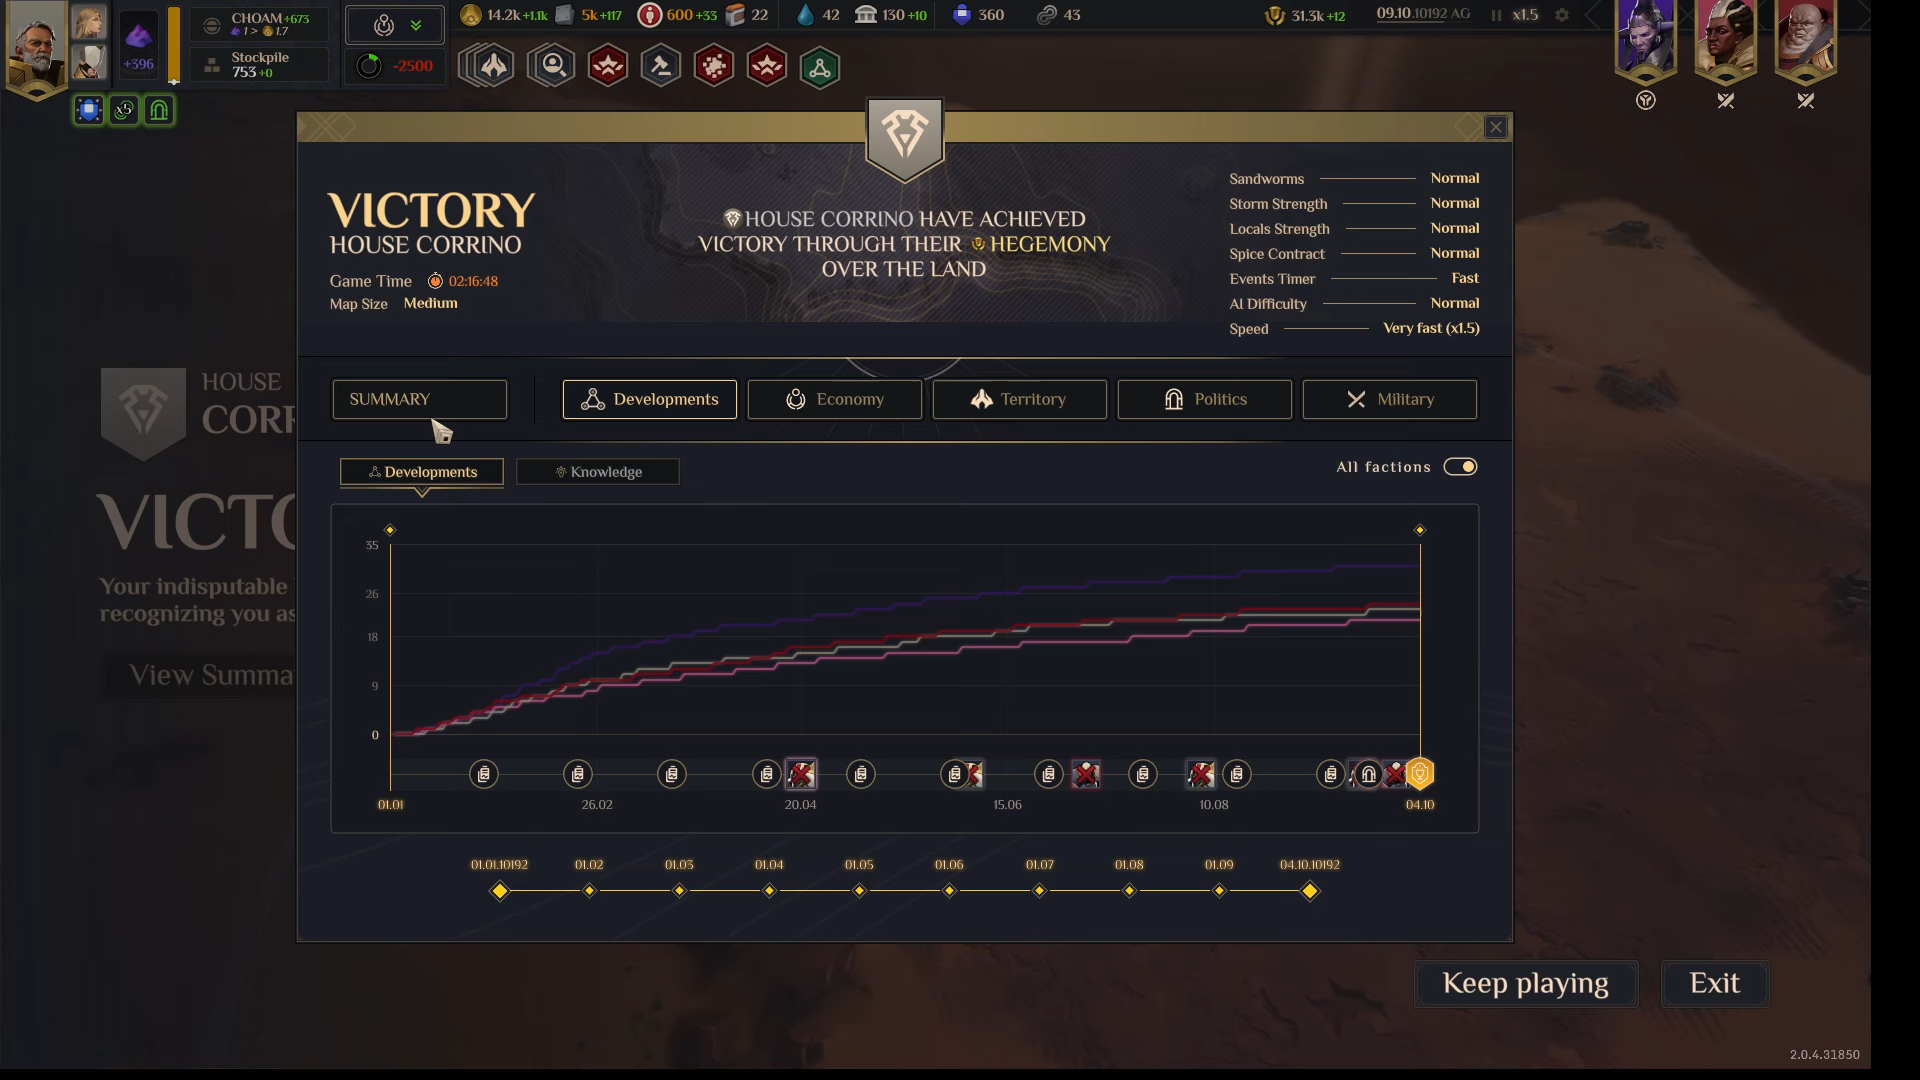 CHOAM +673
1 > 1.7
Stockpile
753 +0
+396
-2500
14.2k +1.1k
5k +117
600 +33
22
42
130 +10
360
43
31.3k +12
09.10.10192 AG
x1.5
x5
VICTORY
HOUSE CORRINO
Game Time 02:16:48
Map Size Medium
HOUSE CORRINO HAVE ACHIEVED
VICTORY THROUGH THEIR HEGEMONY
OVER THE LAND
Sandworms Normal
Storm Strength Normal
Locals Strength Normal
Spice Contract Normal
Events Timer Fast
AI Difficulty Normal
Speed Very fast (x1.5)
SUMMARY
Developments
Economy
Territory
Politics
Military
Developments
Knowledge
All factions
35
26
18
9
0
01.01
26.02
20.04
15.06
10.08
04.10
01.01.10192
01.02
01.03
01.04
01.05
01.06
01.07
01.08
01.09
04.10.10192
HOUSE
CORR
VICTO
Your indisputable
recognizing you as
View Summa
Keep playing
Exit
2.0.4.31850